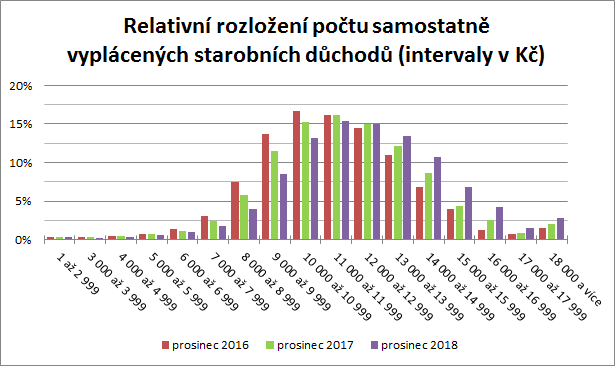 Relativní rozložení počtu samostatně
vyplácených starobních důchodů (intervaly v Kč)
20%
15%
10%
5%
0%
1 až 2 999
3 000 až 3 999
4 000 až 4 999
5 000 až 5 999
6 000 až 6 999
7 000 až 7 999
8 000 až 8 999
9 000 až 9 999
10 000 až 10 999
11 000 až 11 999
12 000 až 12 999
13 000 až 13 999
14 000 až 14 999
15 000 až 15 999
16 000 až 16 999
17 000 až 17 999
18 000 a více
prosinec 2016
prosinec 2017
prosinec 2018